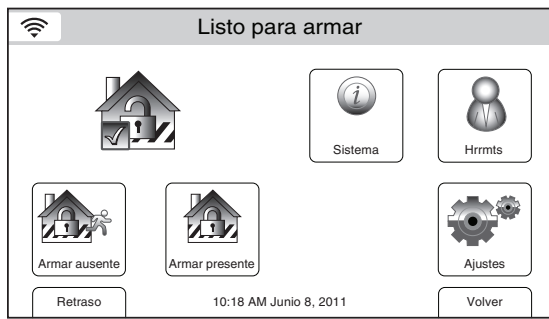 Listo para armar
Sistema
Hrrmts
Armar ausente
Armar presente
Ajustes
Retraso
10:18 AM Junio 8, 2011
Volver